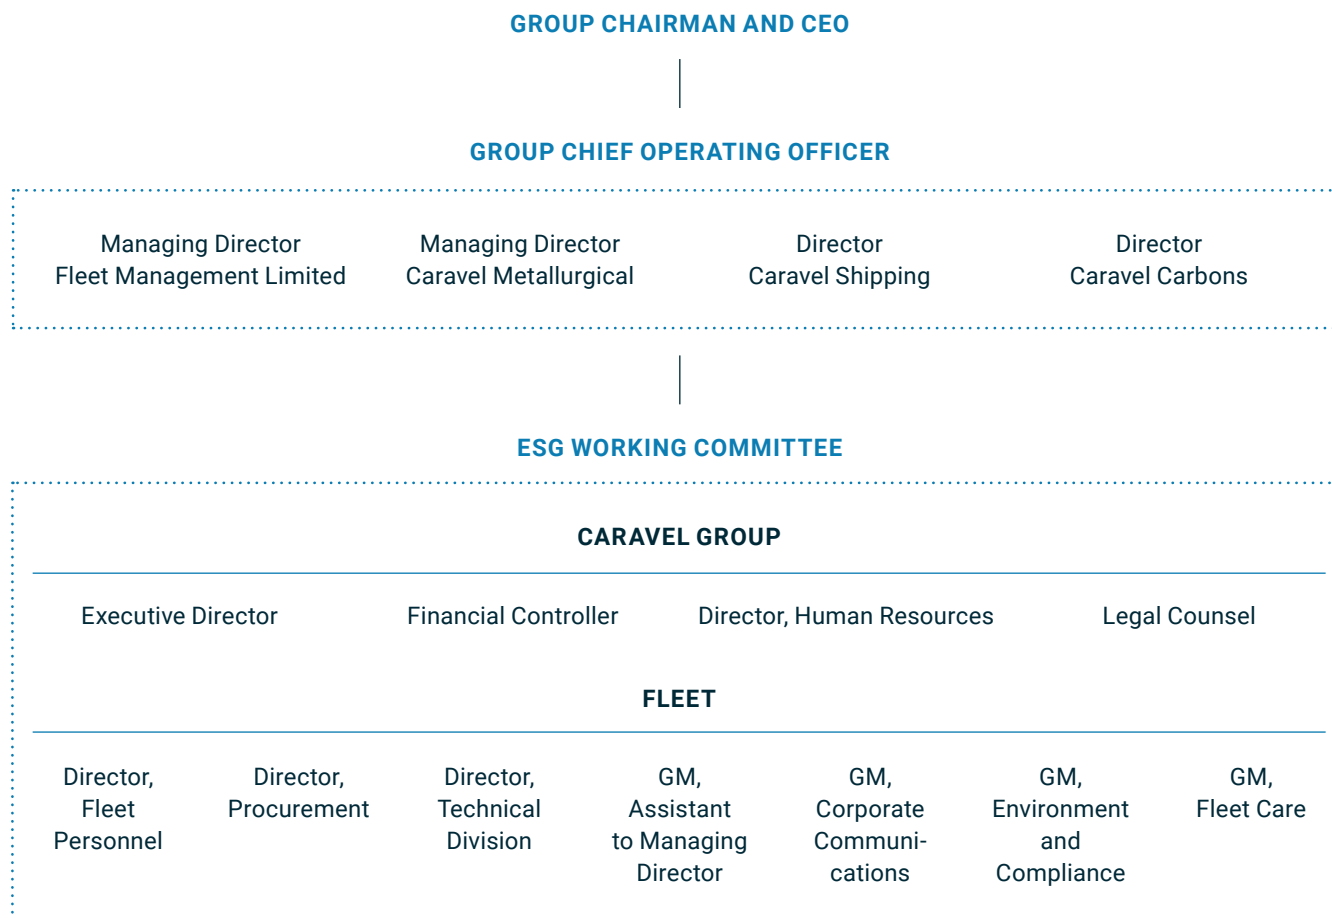 GROUP CHAIRMAN AND CEO
GROUP CHIEF OPERATING OFFICER
Managing Director
Fleet Management Limited
Managing Director
Caravel Metallurgical
Director
Caravel Shipping
Director
Caravel Carbons
ESG WORKING COMMITTEE
CARAVEL GROUP
Executive Director
Financial Controller
Director, Human Resources
Legal Counsel
FLEET
Director,
Fleet
Personnel
Director,
Procurement
Director,
Technical
Division
GM,
Assistant
to Managing
Director
GM,
Corporate
Communi-
cations
GM,
Environment
and
Compliance
GM,
Fleet Care